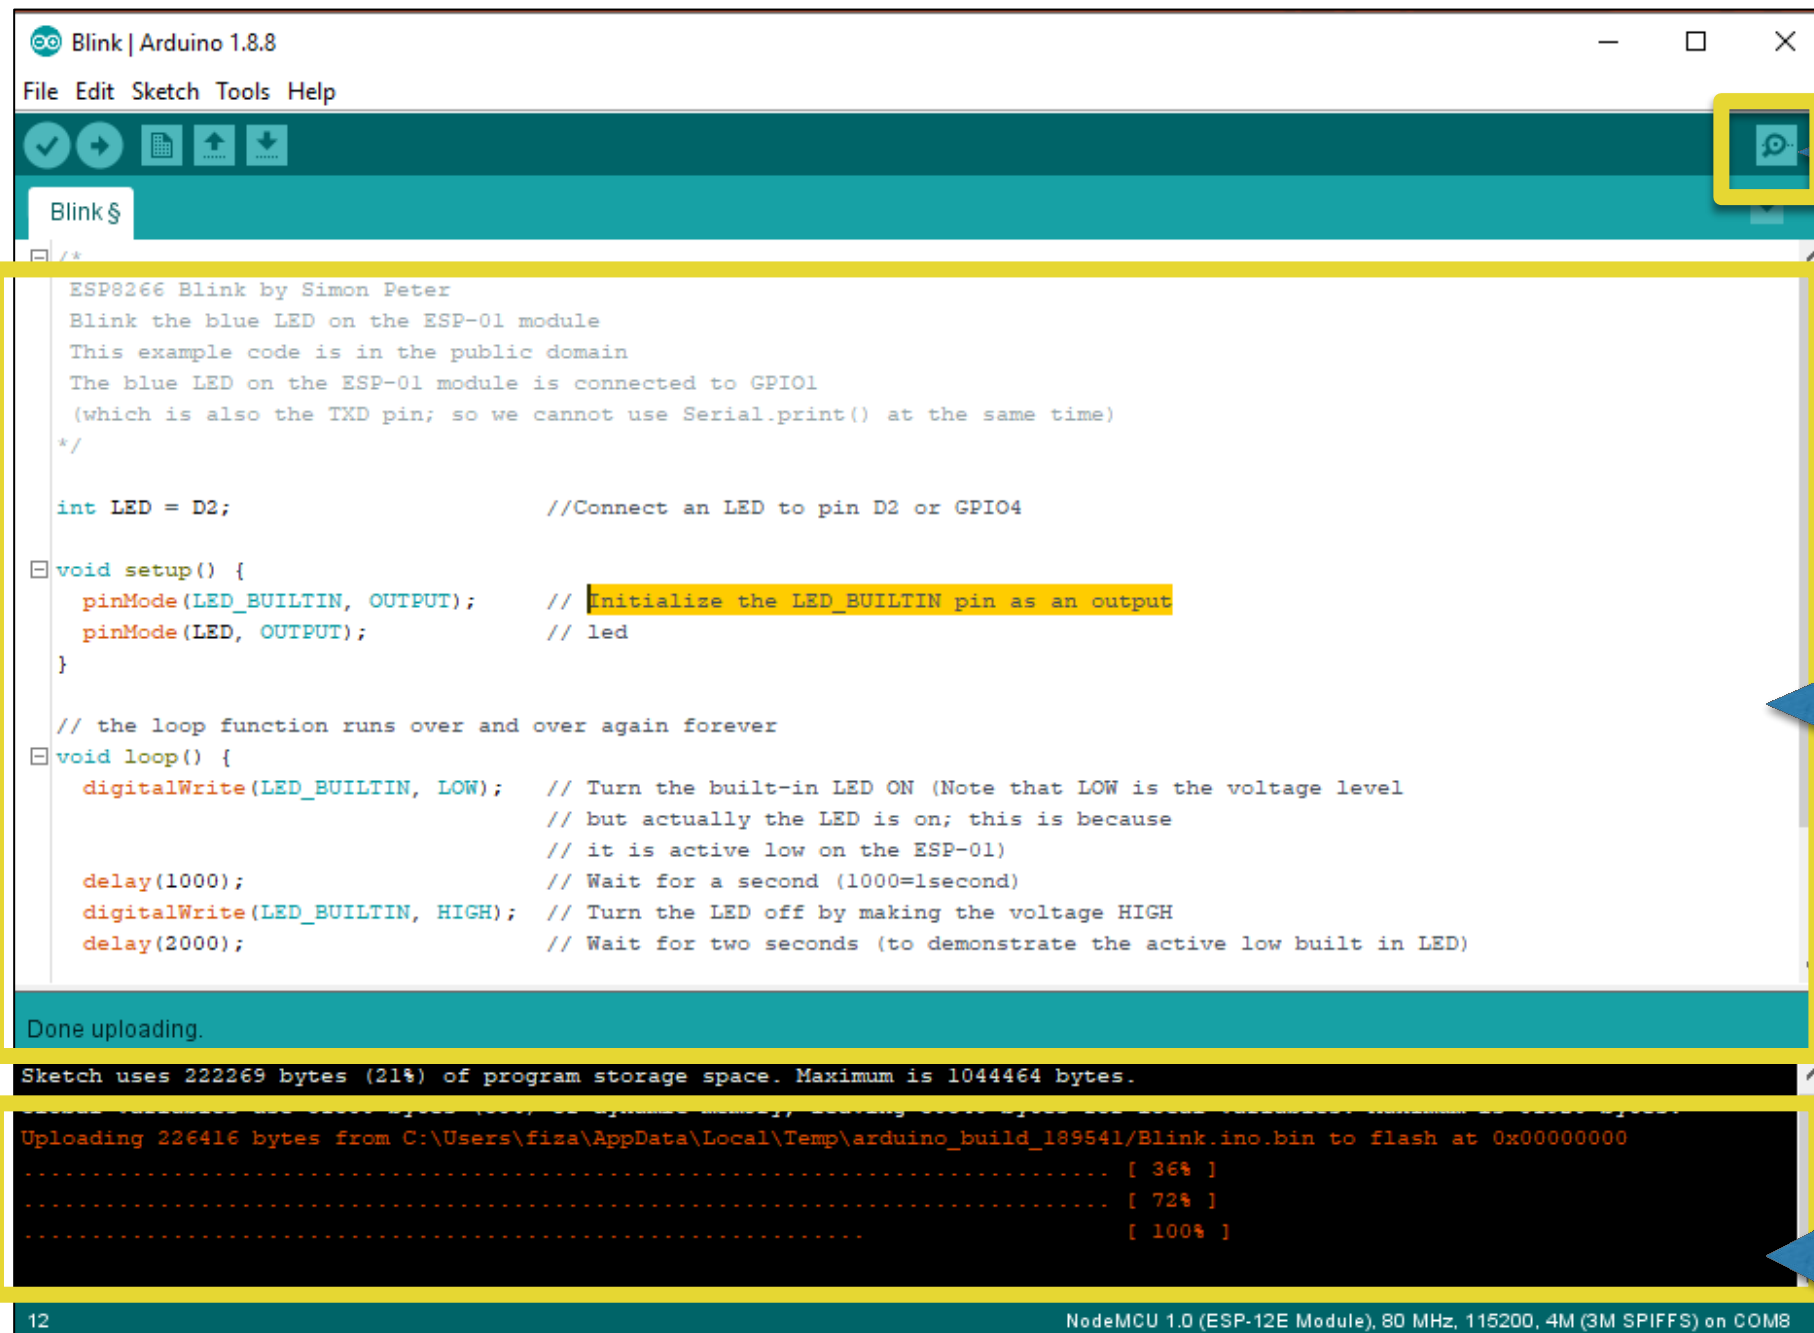 Blink | Arduino 1.8.8
File Edit Sketch Tools Help
Blink §
/*
ESP8266 Blink by Simon Peter
Blink the blue LED on the ESP-01 module
This example code is in the public domain
The blue LED on the ESP-01 module is connected to GPIO1
(which is also the TXD pin; so we cannot use Serial.print() at the same time)
*/
int LED = D2; //Connect an LED to pin D2 or GPIO4
void setup() {
pinMode(LED_BUILTIN, OUTPUT); // Initialize the LED_BUILTIN pin as an output
pinMode(LED, OUTPUT); // led
}
// the loop function runs over and over again forever
void loop() {
digitalWrite(LED_BUILTIN, LOW); // Turn the built-in LED ON (Note that LOW is the voltage level
// but actually the LED is on; this is because
// it is active low on the ESP-01)
delay(1000); // Wait for a second (1000=1second)
digitalWrite(LED_BUILTIN, HIGH); // Turn the LED off by making the voltage HIGH
delay(2000); // Wait for two seconds (to demonstrate the active low built in LED)
Done uploading.
Sketch uses 222269 bytes (21%) of program storage space. Maximum is 1044464 bytes.
Uploading 226416 bytes from C:\Users\fiza\AppData\Local\Temp\arduino_build_189541/Blink.ino.bin to flash at 0x00000000
................................................................................ [ 36% ]
................................................................................ [ 72% ]
.............................................................. [ 100% ]
12 NodeMCU 1.0 (ESP-12E Module), 80 MHz, 115200, 4M (3M SPIFFS) on COM8